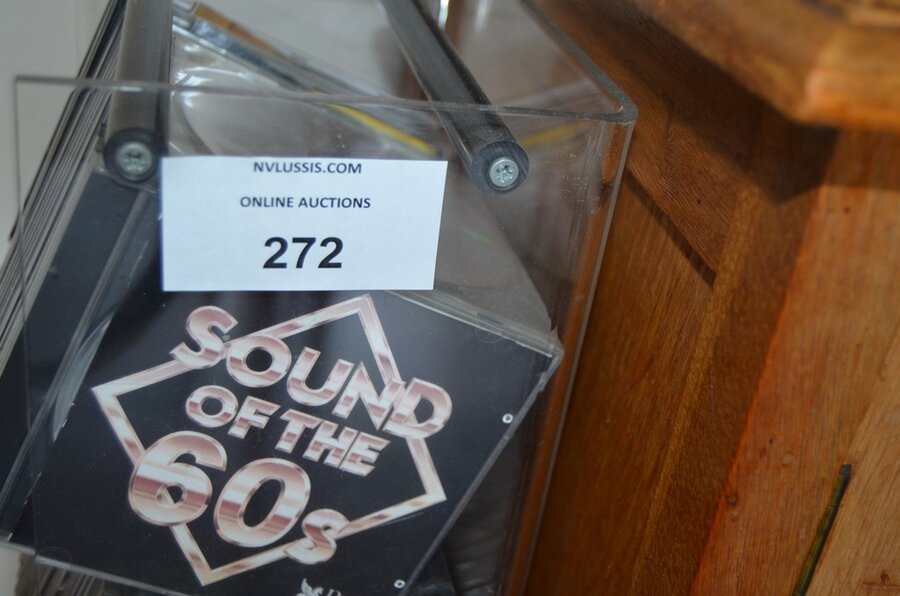 NVLUSSIS.COM
ONLINE AUCTIONS
272
SOUND
OF THE
60s